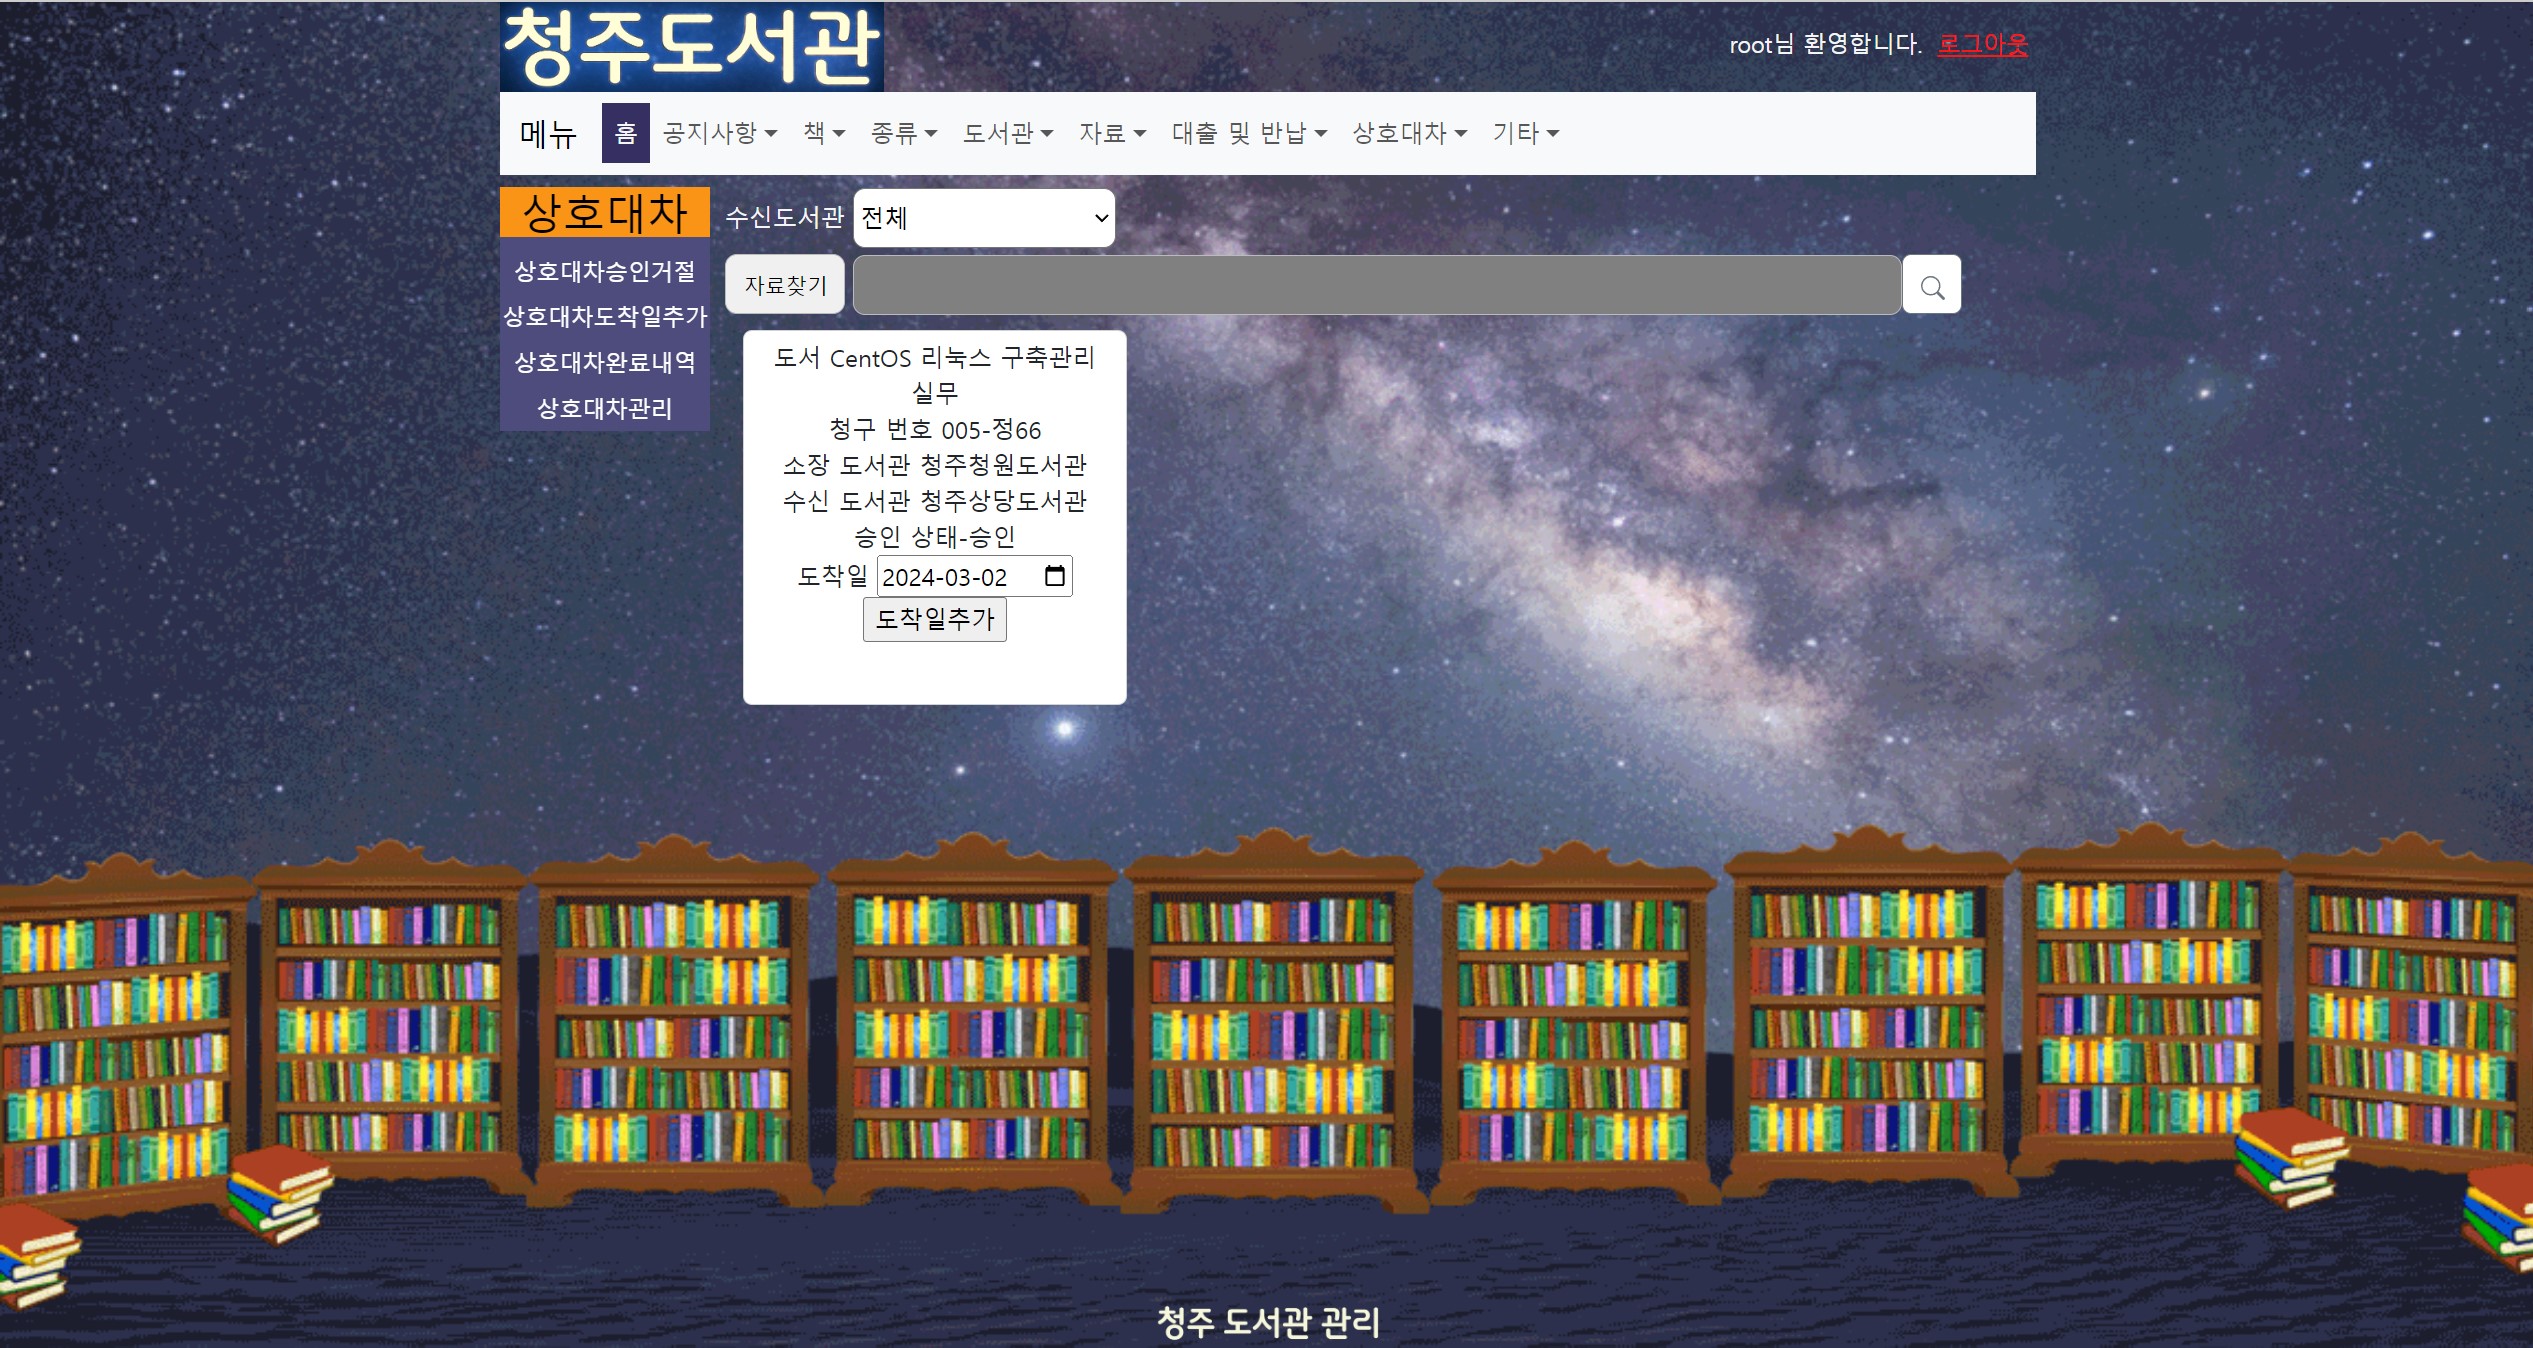 청주도서관
root님 환영합니다. 로그아웃
메뉴 홈 공지사항 책 종류 도서관 자료 대출 및 반납 상호대차 기타
상호대차
상호대차승인거절
상호대차도착일추가
상호대차완료내역
상호대차관리
수신도서관 전체
자료찾기
도서 CentOS 리눅스 구축관리
실무
청구 번호 005-정66
소장 도서관 청주청원도서관
수신 도서관 청주상당도서관
승인 상태-승인
도착일 2024-03-02
도착일추가
청주 도서관 관리